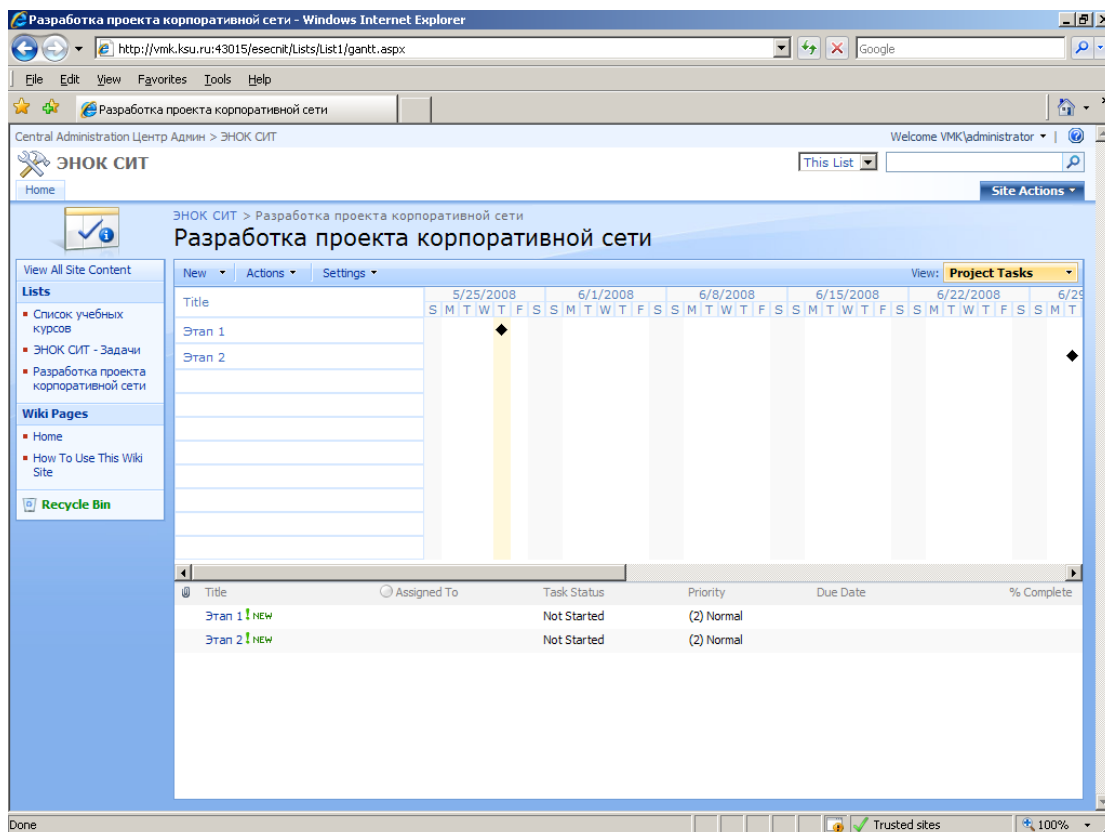 Разработка проекта корпоративной сети - Windows Internet Explorer
http://vmk.ksu.ru:43015/esecnit/Lists/List1/gantt.aspx
Google
File Edit View Favorites Tools Help
Разработка проекта корпоративной сети
Central Administration Центр Админ > ЭНОК СИТ
Welcome VMK\administrator
ЭНОК СИТ
This List
Home
Site Actions
ЭНОК СИТ > Разработка проекта корпоративной сети
Разработка проекта корпоративной сети
View All Site Content
Lists
Список учебных
курсов
ЭНОК СИТ - Задачи
Разработка проекта
корпоративной сети
Wiki Pages
Home
How To Use This Wiki
Site
Recycle Bin
New Actions Settings
View: Project Tasks
Title
5/25/2008 6/1/2008 6/8/2008 6/15/2008 6/22/2008 6/29
S M T W T F S S M T W T F S S M T W T F S S M T W T F S S M T W T F S S M T
Этап 1
Этап 2
Title Assigned To Task Status Priority Due Date % Complete
Этап 1 ! NEW Not Started (2) Normal
Этап 2 ! NEW Not Started (2) Normal
Done
Trusted sites
100%